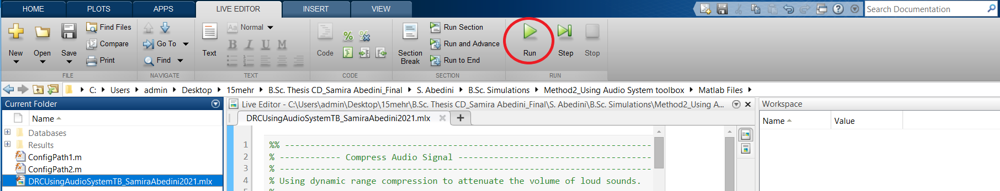 HOME PLOTS APPS LIVE EDITOR INSERT VIEW Search Documentation
New Open Save Find Files Compare Print
FILE
Go To Find
NAVIGATE
Text Aa Normal B I U M
TEXT
Code
CODE
Section Break Run Section Run and Advance Run to End
SECTION
Run Step Stop
RUN
C: Users admin Desktop 15mehr B.Sc. Thesis CD_Samira Abedini_Final S. Abedini B.Sc. Simulations Method2_Using Audio System toolbox Matlab Files
Current Folder
Name
Databases
Results
ConfigPath1.m
ConfigPath2.m
DRCUsingAudioSystemTB_SamiraAbedini2021.mlx
Live Editor - C:\Users\admin\Desktop\15mehr\B.Sc. Thesis CD_Samira Abedini_Final\S. Abedini\B.Sc. Simulations\Method2_Using A...
DRCUsingAudioSystemTB_SamiraAbedini2021.mlx
1 %% ------------------------------------------------------------------------
2 % ------------ Compress Audio Signal --------------------------------------
3 % -------------------------------------------------------------------------
4 % Using dynamic range compression to attenuate the volume of loud sounds.
Workspace
Name Value